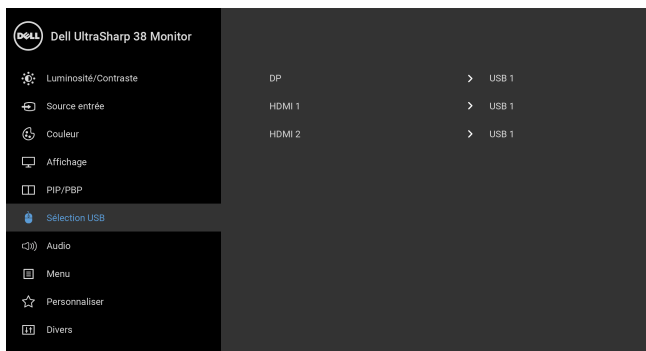 DELL Dell UltraSharp 38 Monitor
Luminosité/Contraste DP USB 1
Source entrée HDMI 1 USB 1
Couleur HDMI 2 USB 1
Affichage
PIP/PBP
Sélection USB
Audio
Menu
Personnaliser
Divers